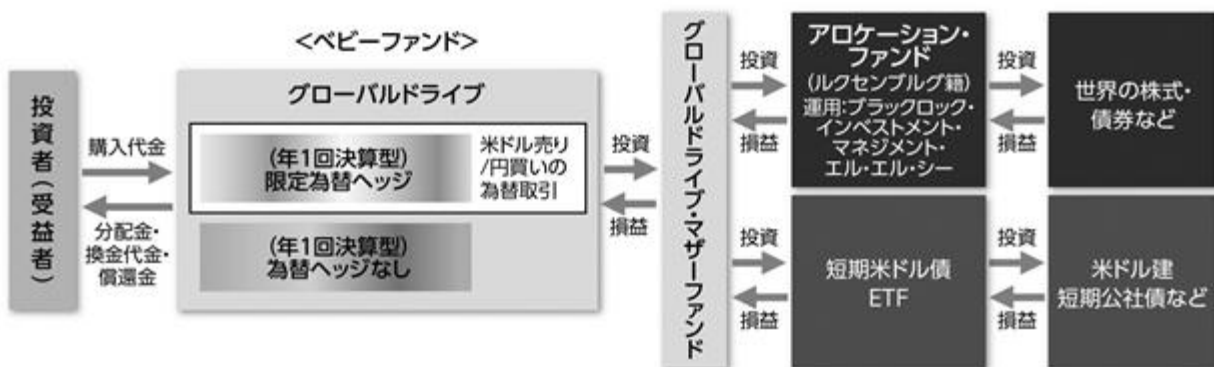 投資者(受益者)
購入代金
分配金・
換金代金・
償還金
<ベビーファンド>
グローバルドライブ
(年1回決算型)
限定為替ヘッジ
米ドル売り
/円買いの
為替取引
(年1回決算型)
為替ヘッジなし
投資
損益
グローバルドライブ・マザーファンド
投資
損益
アロケーション・
ファンド
(ルクセンブルグ籍)
運用:ブラックロック・
インベストメント・
マネジメント・
エル・エル・シー
投資
損益
世界の株式・
債券など
投資
損益
短期米ドル債
ETF
投資
損益
米ドル建
短期公社債など